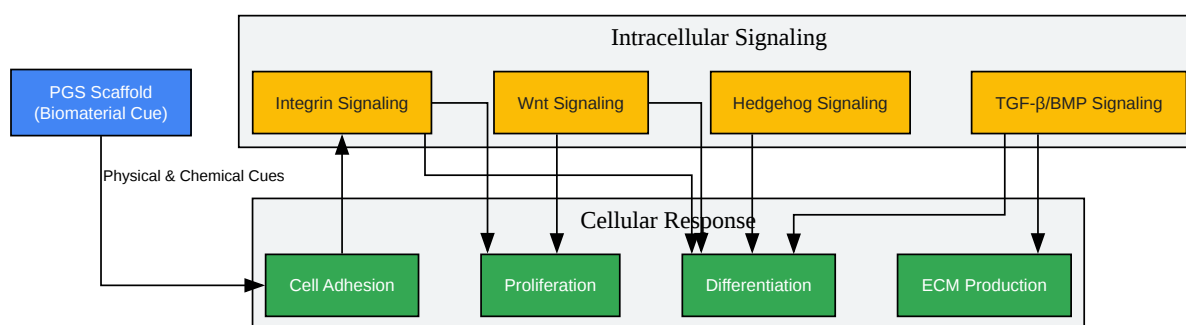 Intracellular Signaling
PGS Scaffold
(Biomaterial Cue)
Integrin Signaling
Wnt Signaling
Hedgehog Signaling
TGF-β/BMP Signaling
Physical & Chemical Cues
Cellular Response
Cell Adhesion
Proliferation
Differentiation
ECM Production